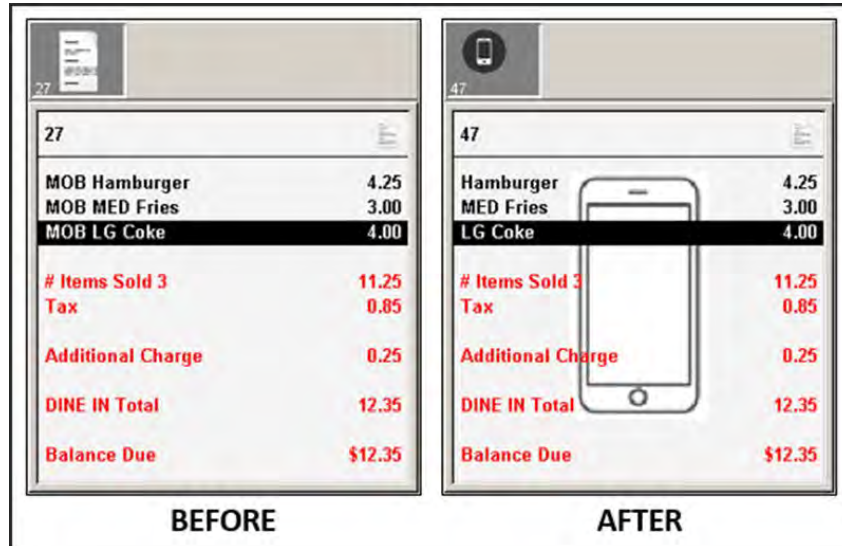 27
27
MOB Hamburger 4.25
MOB MED Fries 3.00
MOB LG Coke 4.00
# Items Sold 3 11.25
Tax 0.85
Additional Charge 0.25
DINE IN Total 12.35
Balance Due $12.35
BEFORE
47
47
Hamburger 4.25
MED Fries 3.00
LG Coke 4.00
# Items Sold 3 11.25
Tax 0.85
Additional Charge 0.25
DINE IN Total 12.35
Balance Due $12.35
AFTER